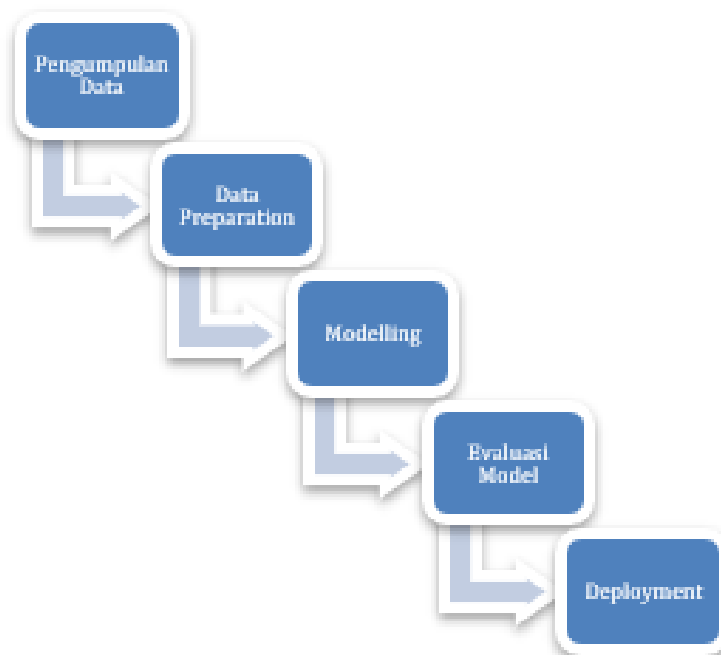 Pengumpulan
Data
Data
Preparation
Modelling
Evaluasi
Model
Deployment